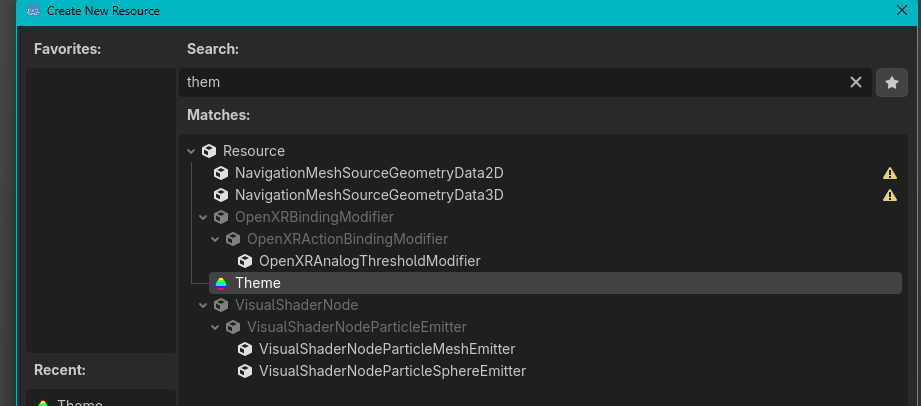 Create New Resource
Favorites:
Search:
them
Matches:
Resource
NavigationMeshSourceGeometryData2D
NavigationMeshSourceGeometryData3D
OpenXRBindingModifier
OpenXRActionBindingModifier
OpenXRAnalogThresholdModifier
Theme
VisualShaderNode
VisualShaderNodeParticleEmitter
VisualShaderNodeParticleMeshEmitter
VisualShaderNodeParticleSphereEmitter
Recent:
Theme